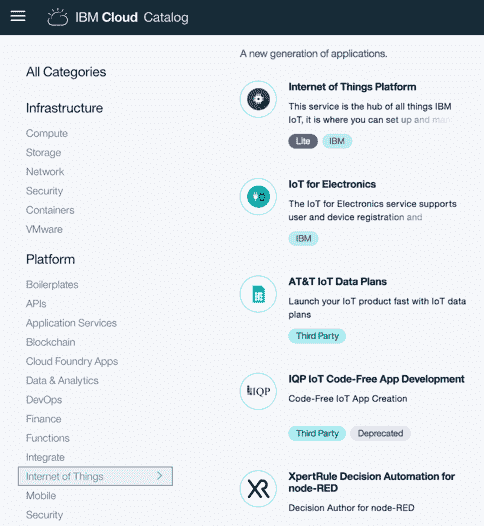 IBM Cloud Catalog
All Categories
Infrastructure
Compute
Storage
Network
Security
Containers
VMware
Platform
Boilerplates
APIs
Application Services
Blockchain
Cloud Foundry Apps
Data & Analytics
DevOps
Finance
Functions
Integrate
Internet of Things
Mobile
Security
A new generation of applications.
Internet of Things Platform
This service is the hub of all things IBM
IoT, it is where you can set up and
Lite IBM
IoT for Electronics
The IoT for Electronics service supports
user and device registration and
IBM
AT&T IoT Data Plans
Launch your IoT product fast with IoT data
plans
Third Party
IQP
IQP IoT Code-Free App Development
Code-Free IoT App Creation
Third Party Deprecated
XR
XpertRule Decision Automation for
node-RED
Decision Author for node-RED